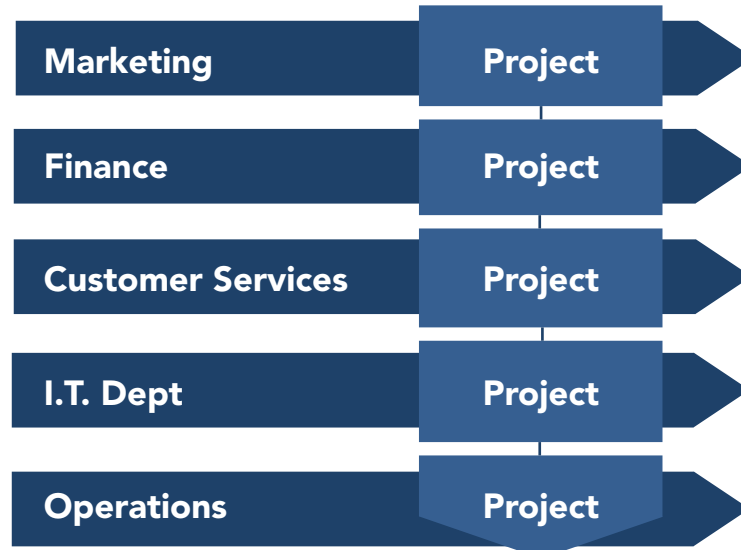 Marketing Project
Finance Project
Customer Services Project
I.T. Dept Project
Operations Project